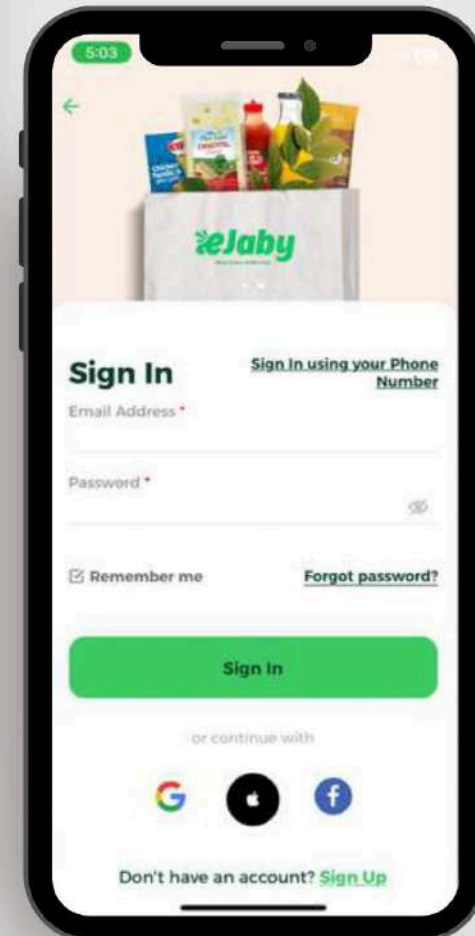 5:03
eJaby
Sign In
Sign In using your Phone
Number
Email Address *
Password *
Remember me
Forgot password?
Sign In
or continue with
G
f
Don't have an account? Sign Up